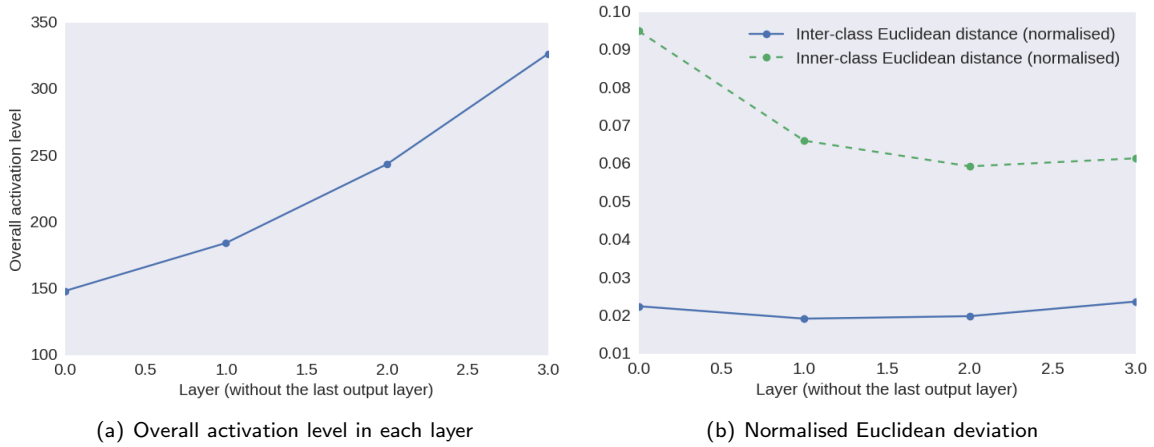 350
300
250
200
150
100
Overall activation level
0.0 0.5 1.0 1.5 2.0 2.5 3.0
Layer (without the last output layer)
(a) Overall activation level in each layer
0.10
0.09
0.08
0.07
0.06
0.05
0.04
0.03
0.02
0.01
Inter-class Euclidean distance (normalised)
Inner-class Euclidean distance (normalised)
0.0 0.5 1.0 1.5 2.0 2.5 3.0
Layer (without the last output layer)
(b) Normalised Euclidean deviation